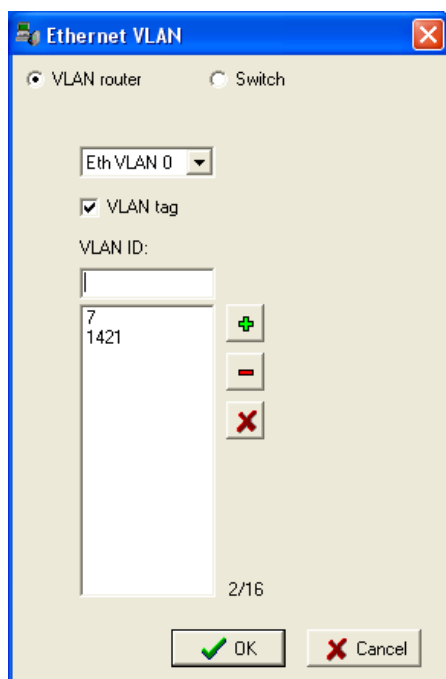 Ethernet VLAN
VLAN router Switch
Eth VLAN 0
VLAN tag
VLAN ID:
7
1421
2/16
OK Cancel